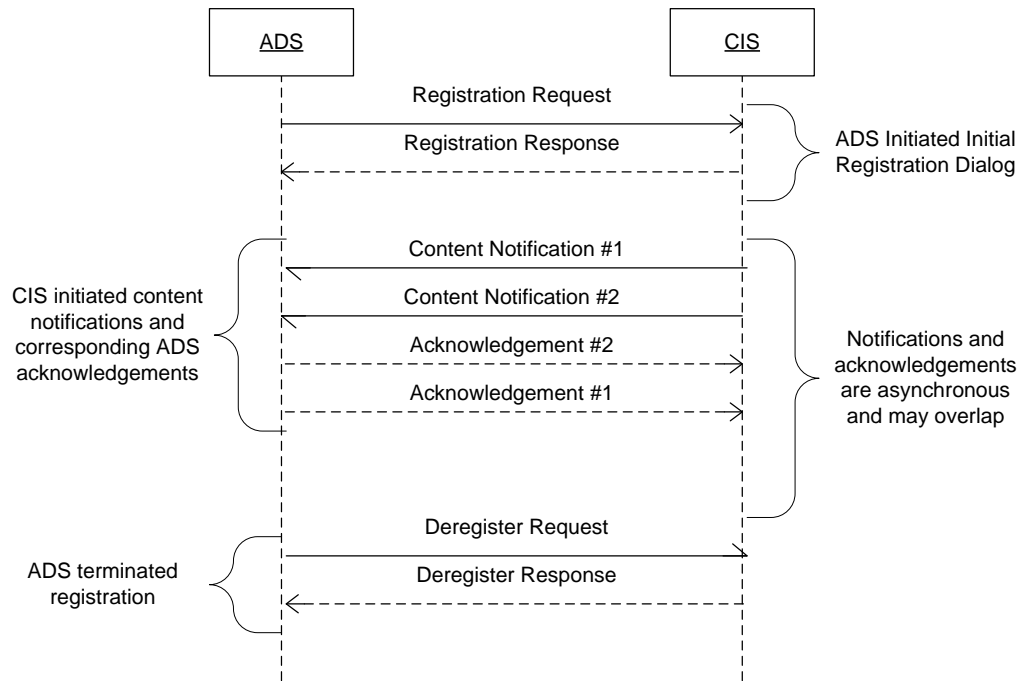 ADS
CIS
Registration Request
Registration Response
ADS Initiated Initial
Registration Dialog
Content Notification #1
Content Notification #2
Acknowledgement #2
Acknowledgement #1
CIS initiated content
notifications and
corresponding ADS
acknowledgements
Notifications and
acknowledgements
are asynchronous
and may overlap
Deregister Request
Deregister Response
ADS terminated
registration